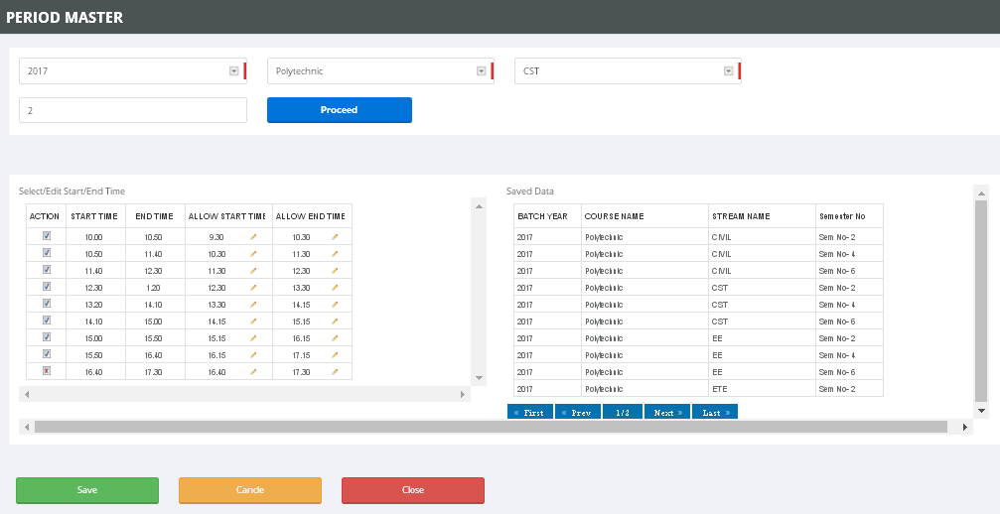 PERIOD MASTER
2017 Polytechnic CST
2 Proceed
Select/Edit Start/End Time
ACTION START TIME END TIME ALLOW START TIME ALLOW END TIME
10.00 10.50 9.30 10.30
10.50 11.40 10.30 11.30
11.40 12.30 11.30 12.30
12.30 1.20 12.30 13.30
13.20 14.10 13.30 14.15
14.10 15.00 14.15 15.15
15.00 15.50 15.15 16.15
15.50 16.40 16.15 17.15
16.40 17.30 16.40 17.30
Saved Data
BATCH YEAR COURSE NAME STREAM NAME Semester No
2017 Polytechnic CIVIL Sem No- 2
2017 Polytechnic CIVIL Sem No- 4
2017 Polytechnic CIVIL Sem No- 6
2017 Polytechnic CST Sem No- 2
2017 Polytechnic CST Sem No- 4
2017 Polytechnic CST Sem No- 6
2017 Polytechnic EE Sem No- 2
2017 Polytechnic EE Sem No- 4
2017 Polytechnic EE Sem No- 6
2017 Polytechnic ETE Sem No- 2
« First « Prev 1/2 Next » Last »
Save Cancle Close